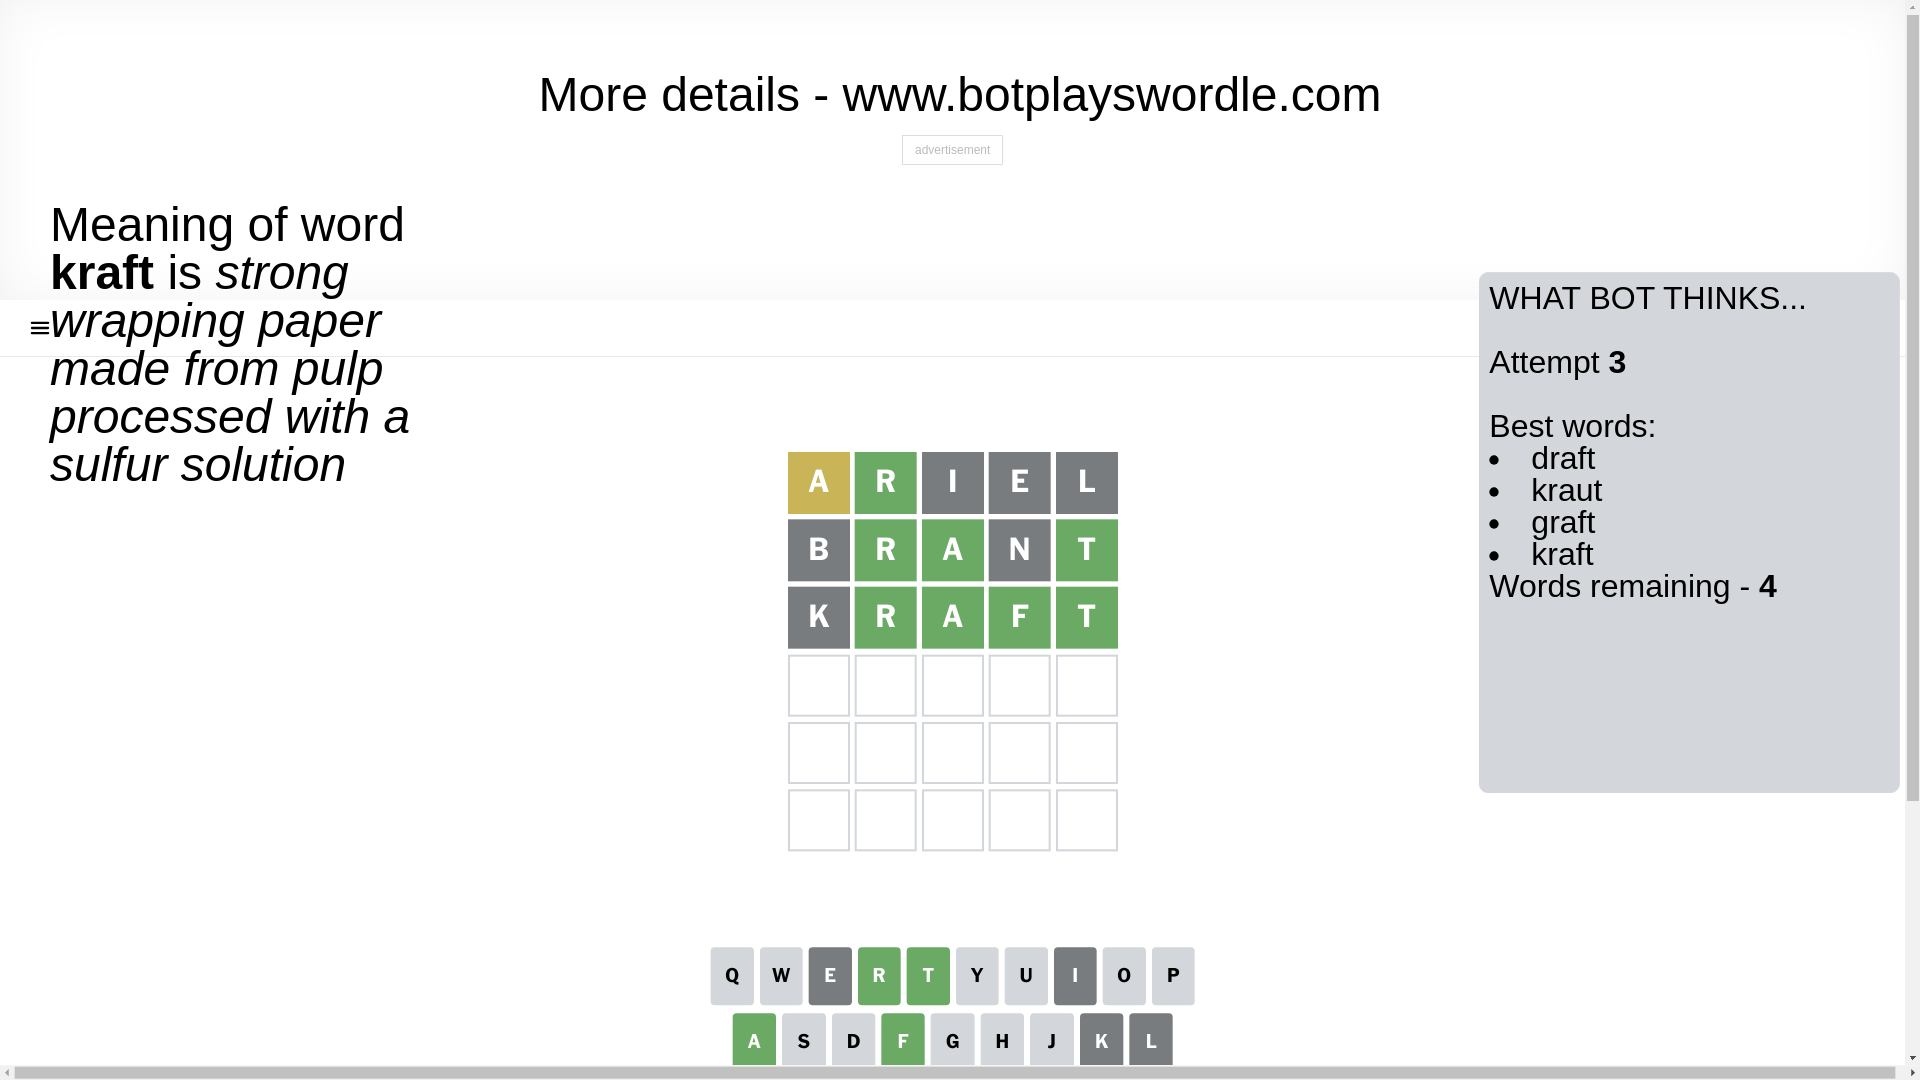 More details - www.botplayswordle.com
advertisement
Meaning of word
kraft is strong
wrapping paper
made from pulp
processed with a
sulfur solution
WHAT BOT THINKS...
Attempt 3
Best words:
• draft
• kraut
• graft
• kraft
Words remaining - 4
A R I E L
B R A N T
K R A F T
Q W E R T Y U I O P
A S D F G H J K L